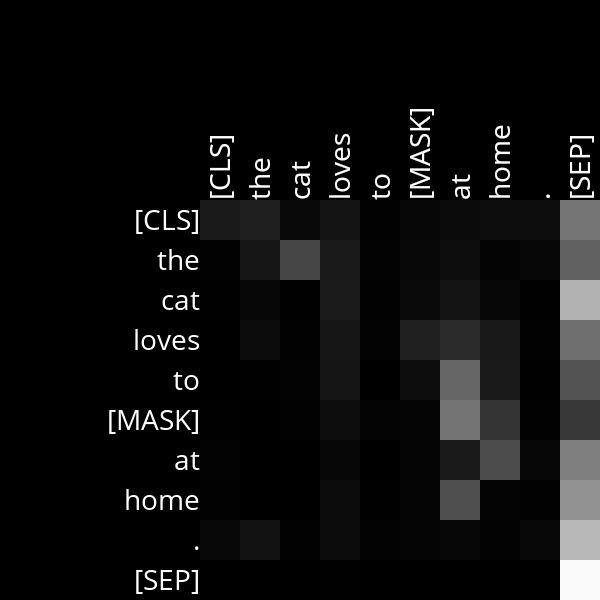 [CLS] the cat loves to [MASK] at home . [SEP]
[CLS]
the
cat
loves
to
[MASK]
at
home
.
[SEP]